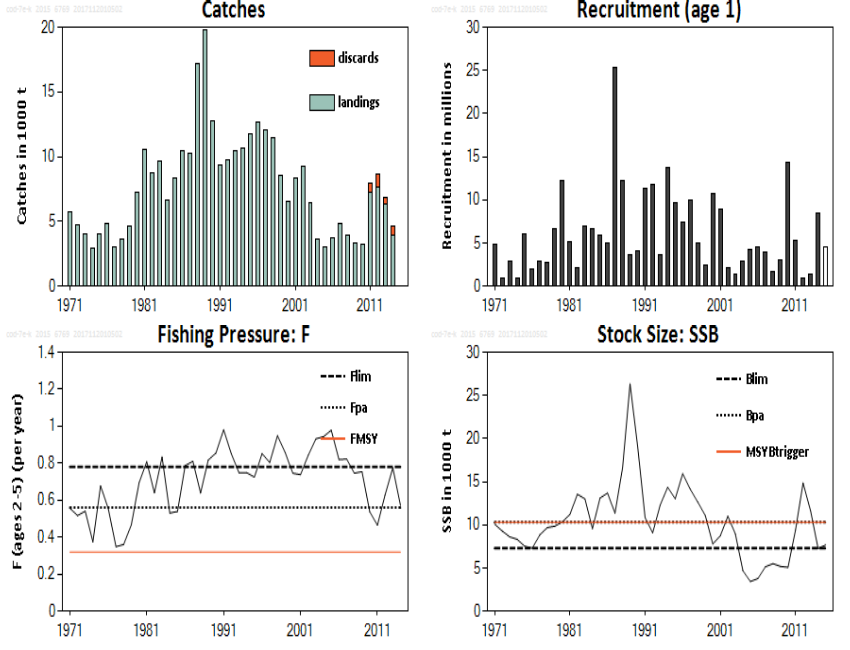 Catches
Catches in 1000 t
20
15
10
5
0
discards
landings
1971
1981
1991
2001
2011
Recruitment (age 1)
Recruitment in millions
30
25
20
15
10
5
0
1971
1981
1991
2001
2011
Fishing Pressure: F
F (ages 2-5) (per year)
1.4
1.2
1
0.8
0.6
0.4
0.2
0
Flim
Fpa
FMSY
1971
1981
1991
2001
2011
Stock Size: SSB
SSB in 1000 t
30
25
20
15
10
5
0
Blim
Bpa
MSYBtrigger
1971
1981
1991
2001
2011